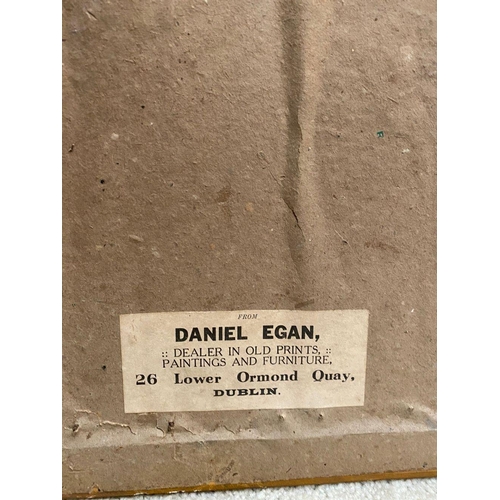 FROM
DANIEL EGAN,
:: DEALER IN OLD PRINTS, ::
PAINTINGS AND FURNITURE,
26 Lower Ormond Quay,
DUBLIN.